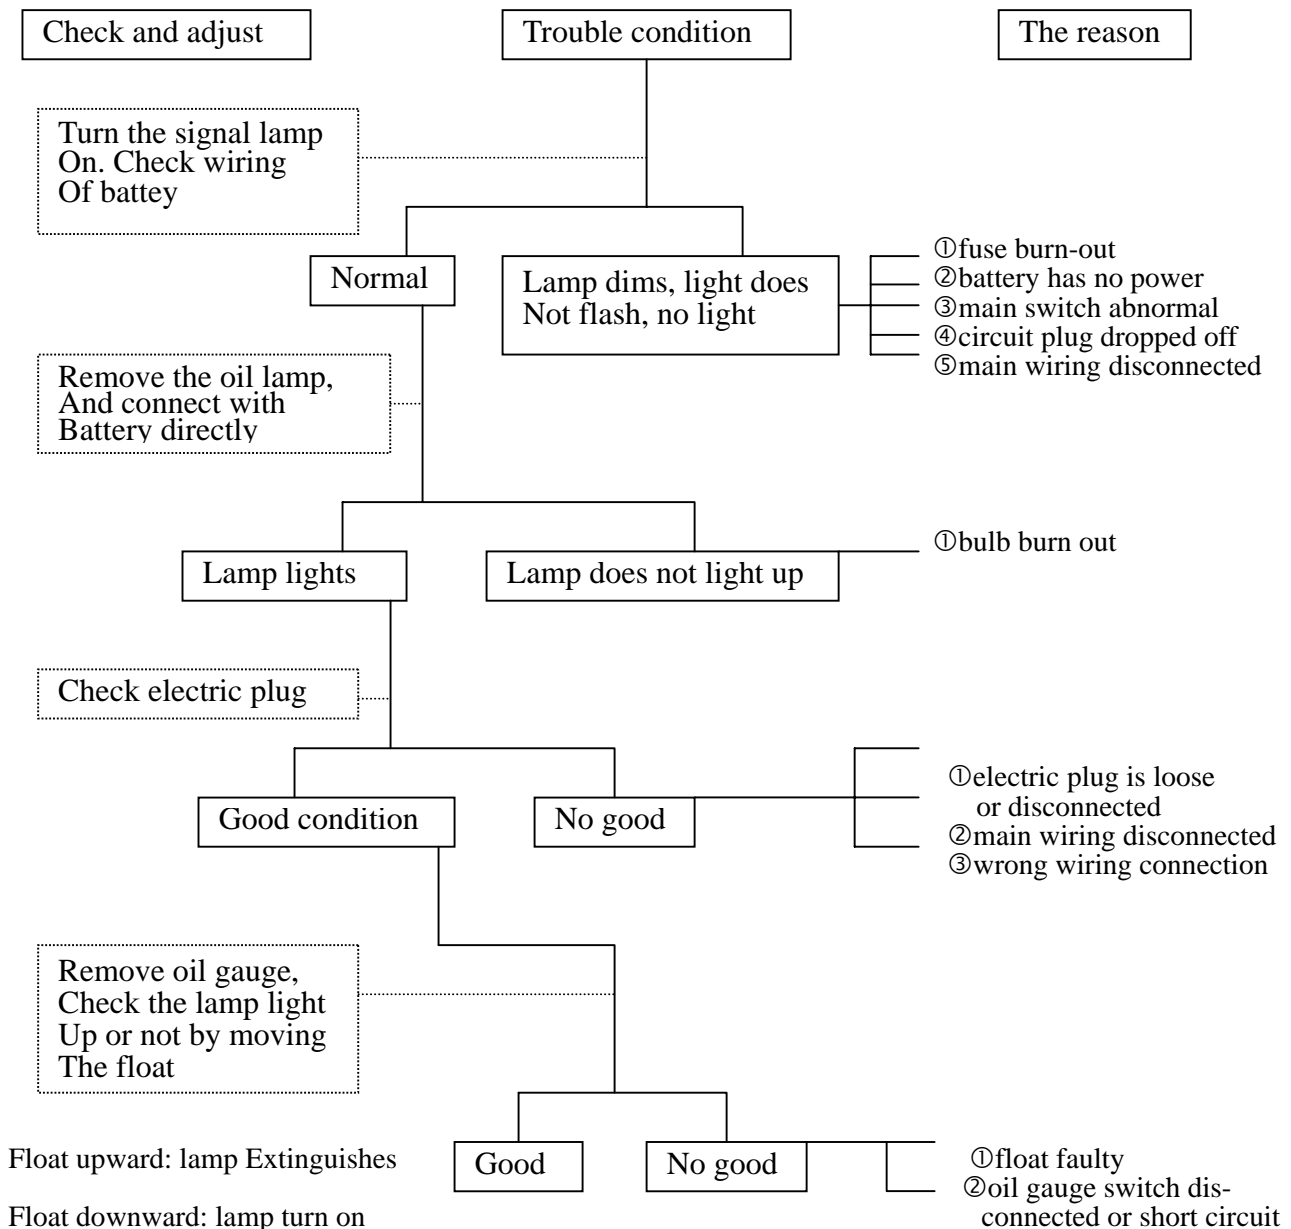 Check and adjust
Trouble condition
The reason
Turn the signal lamp
On. Check wiring
Of battey
Normal
Lamp dims, light does
Not flash, no light
①fuse burn-out
②battery has no power
③main switch abnormal
④circuit plug dropped off
⑤main wiring disconnected
Remove the oil lamp,
And connect with
Battery directly
Lamp lights
Lamp does not light up
①bulb burn out
Check electric plug
Good condition
No good
①electric plug is loose
or disconnected
②main wiring disconnected
③wrong wiring connection
Remove oil gauge,
Check the lamp light
Up or not by moving
The float
Float upward: lamp Extinguishes
Float downward: lamp turn on
Good
No good
①float faulty
②oil gauge switch dis-
connected or short circuit